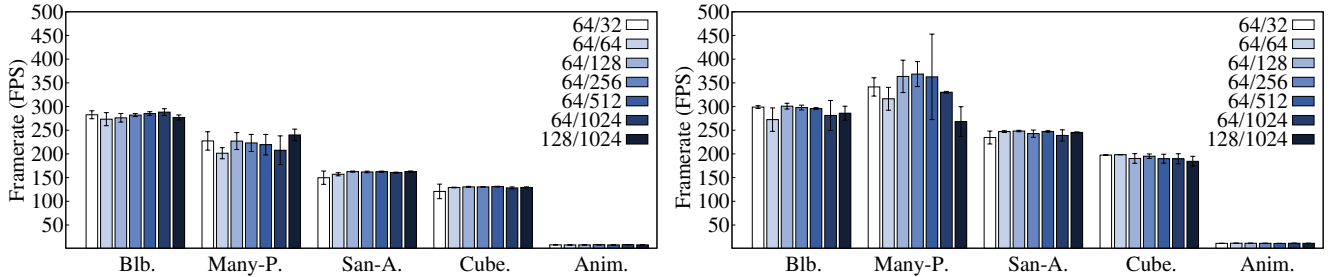 Framerate (FPS)
500
450
400
350
300
250
200
150
100
50
64/32
64/64
64/128
64/256
64/512
64/1024
128/1024
Blb.
Many-P.
San-A.
Cube.
Anim.
Framerate (FPS)
500
450
400
350
300
250
200
150
100
50
64/32
64/64
64/128
64/256
64/512
64/1024
128/1024
Blb.
Many-P.
San-A.
Cube.
Anim.